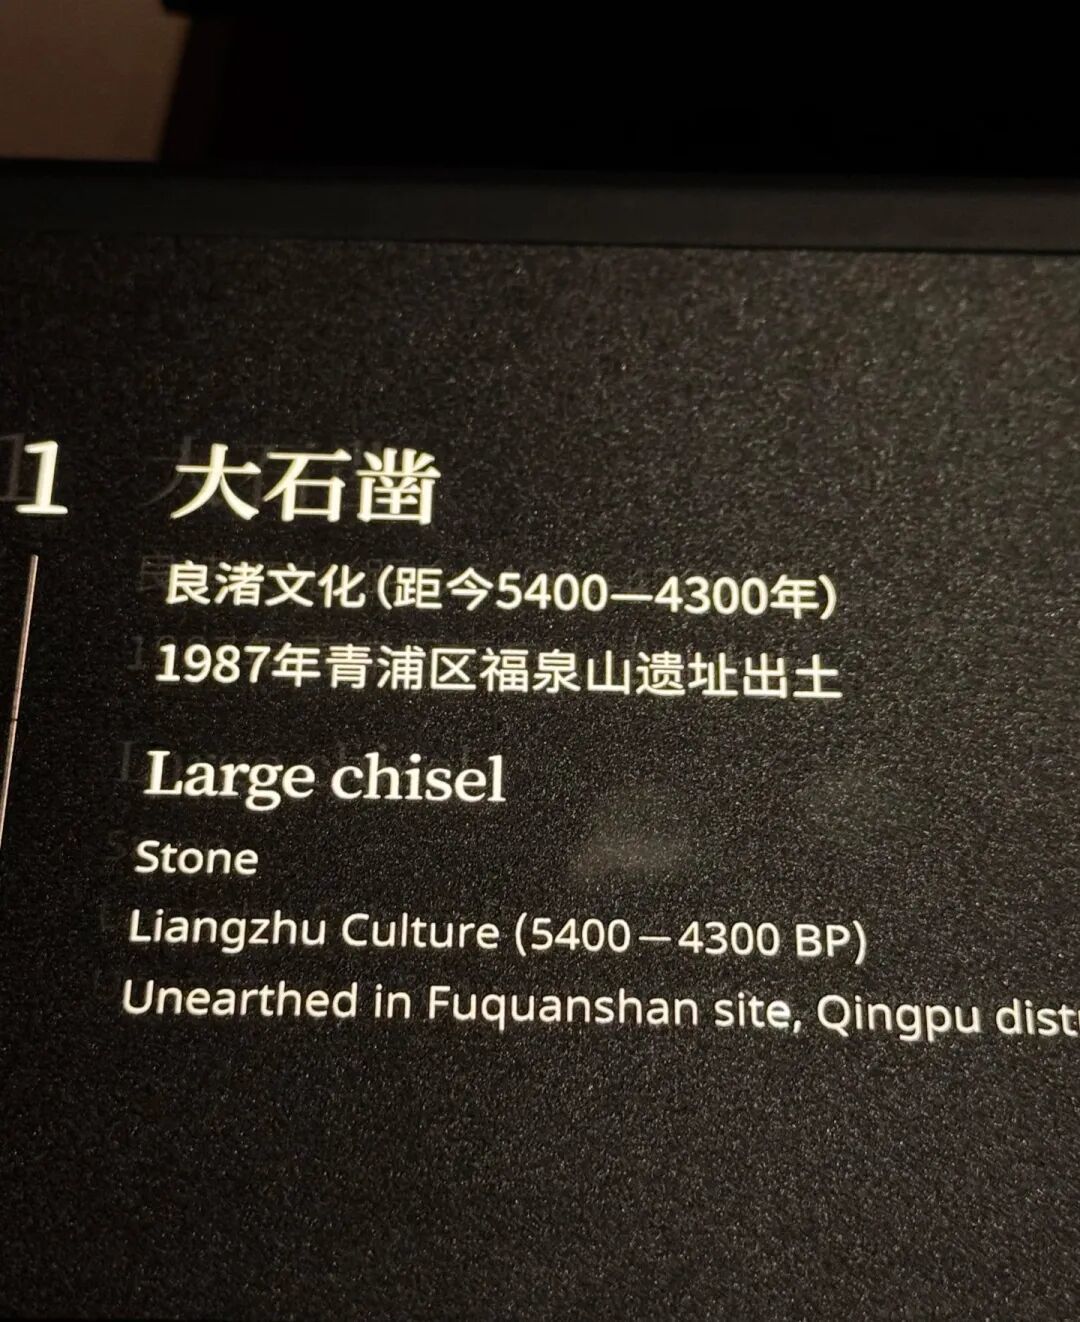 1 大石凿
良渚文化(距今5400—4300年)
1987年青浦区福泉山遗址出土
Large chisel
Stone
Liangzhu Culture (5400—4300 BP)
Unearthed in Fuquanshan site, Qingpu